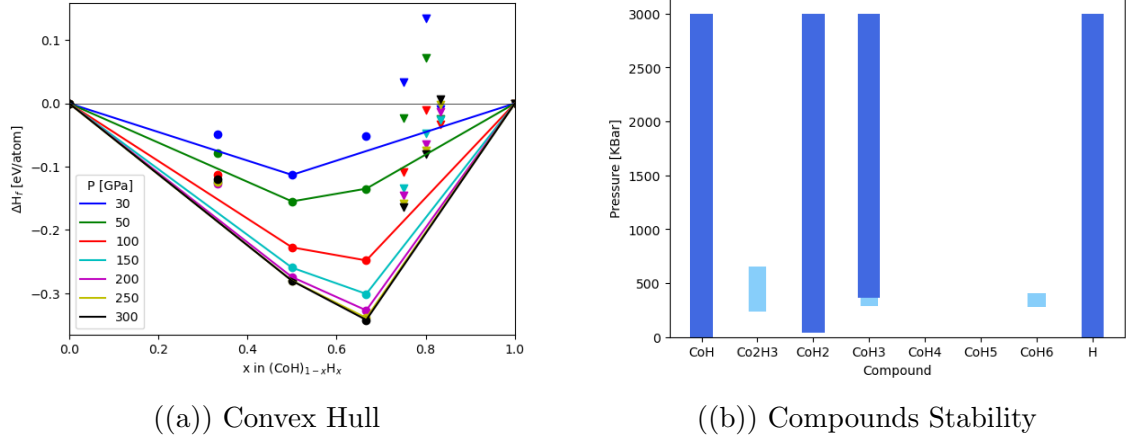 0.1
0.0
−0.1
−0.2
−0.3
ΔHf [eV/atom]
P [GPa]
30
50
100
150
200
250
300
0.0 0.2 0.4 0.6 0.8 1.0
x in (CoH)1−xHx
((a)) Convex Hull
3000
2500
2000
1500
1000
500
0
Pressure [KBar]
CoH Co2H3 CoH2 CoH3 CoH4 CoH5 CoH6 H
Compound
((b)) Compounds Stability